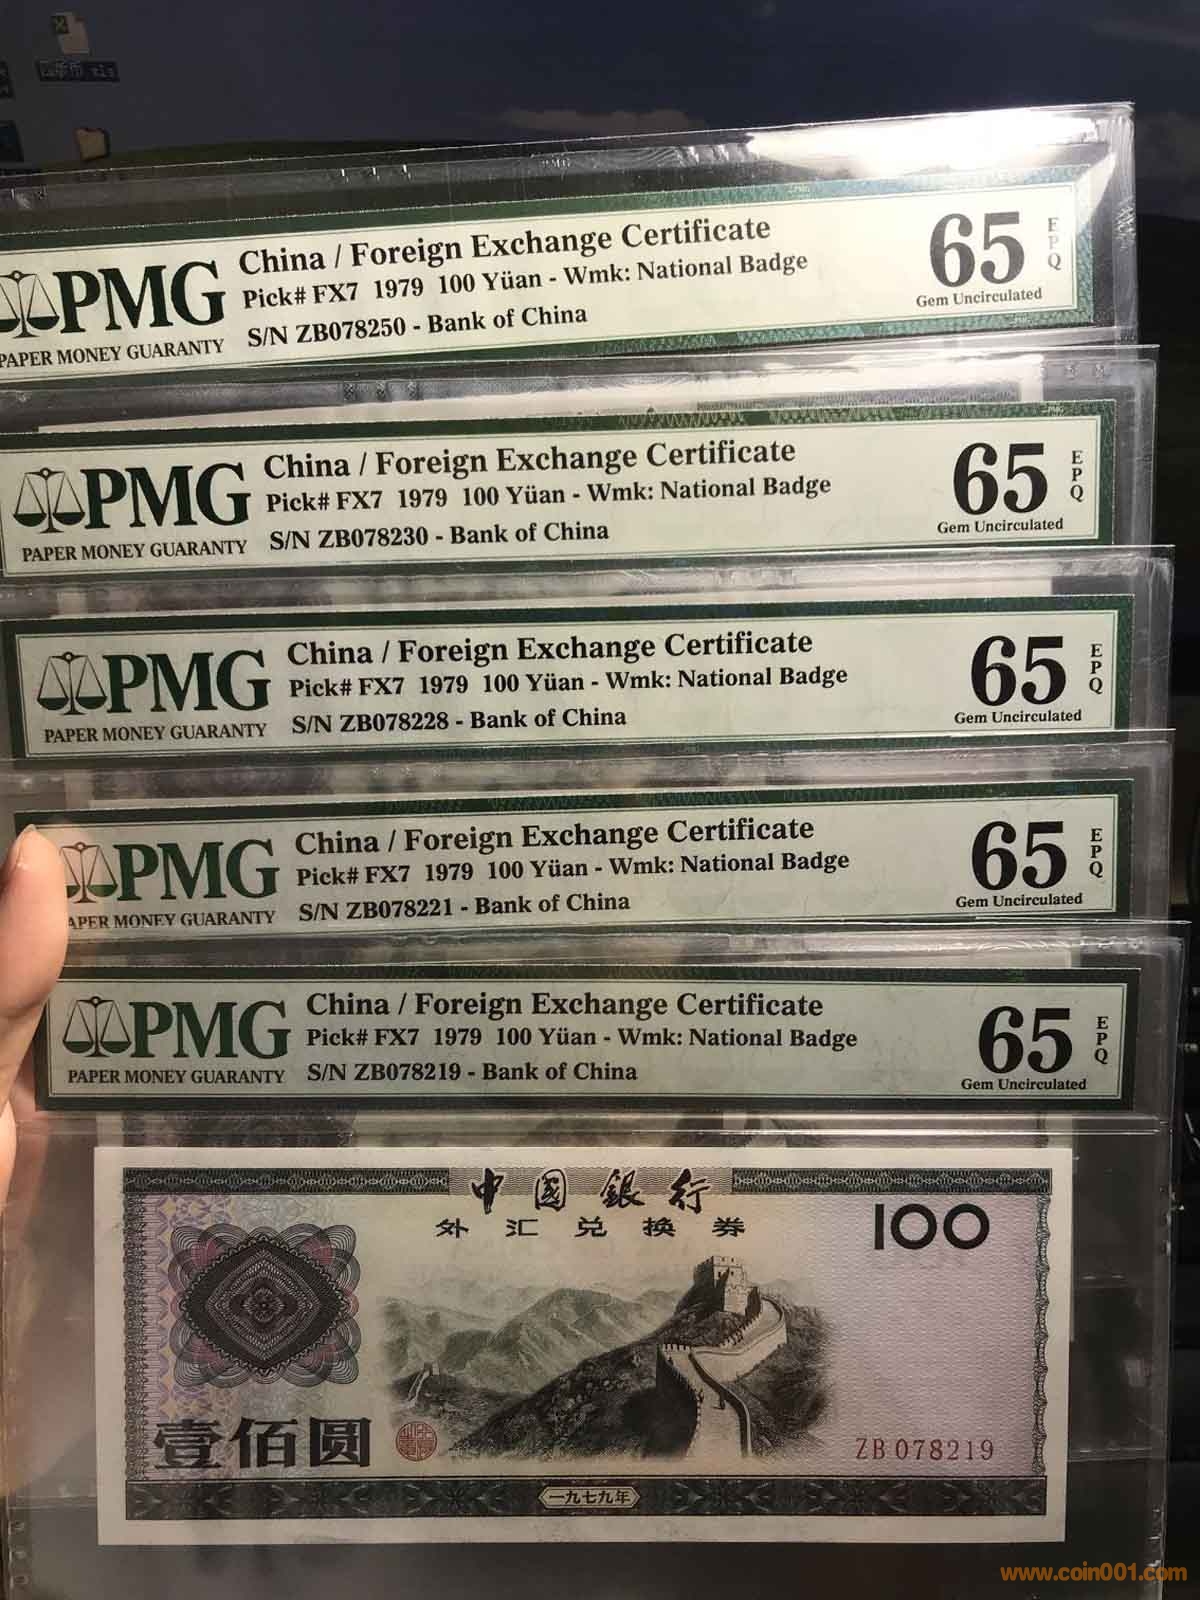 China / Foreign Exchange Certificate
Pick# FX7 1979 100 Yüan - Wmk: National Badge
S/N ZB078250 - Bank of China
PMG
PAPER MONEY GUARANTY
65
EPQ
Gem Uncirculated
China / Foreign Exchange Certificate
Pick# FX7 1979 100 Yüan - Wmk: National Badge
S/N ZB078230 - Bank of China
PMG
PAPER MONEY GUARANTY
65
EPQ
Gem Uncirculated
China / Foreign Exchange Certificate
Pick# FX7 1979 100 Yüan - Wmk: National Badge
S/N ZB078228 - Bank of China
PMG
PAPER MONEY GUARANTY
65
EPQ
Gem Uncirculated
China / Foreign Exchange Certificate
Pick# FX7 1979 100 Yüan - Wmk: National Badge
S/N ZB078221 - Bank of China
PMG
PAPER MONEY GUARANTY
65
EPQ
Gem Uncirculated
China / Foreign Exchange Certificate
Pick# FX7 1979 100 Yüan - Wmk: National Badge
S/N ZB078219 - Bank of China
PMG
PAPER MONEY GUARANTY
65
EPQ
Gem Uncirculated
中國銀行
外汇兑换券
100
壹佰圆
ZB078219
一九七九年
www.coin001.com